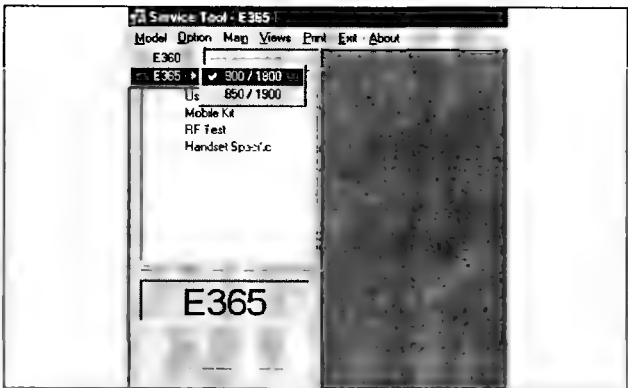 Service Tool - E365
Model Option Main Views Print Exit About
E360
E365 900 / 1800
850 / 1900
Us
Mobile Kit
RF Test
Handset Specific
E365